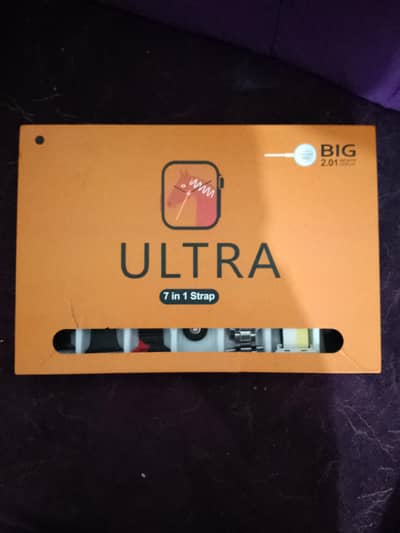 BIG
2.01
ULTRA
7 in 1 Strap